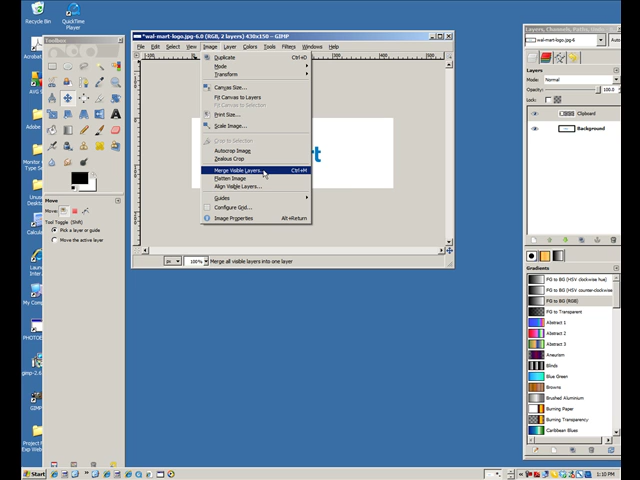 Recycle Bin
QuickTime Player
Toolbox
*wal-mart-logo.jpg-6.0 (RGB, 2 layers) 430x150 – GIMP
File Edit Select View Image Layer Colors Tools Filters Windows Help
Duplicate Ctrl+D
Mode
Transform
Canvas Size...
Fit Canvas to Layers
Fit Canvas to Selection
Print Size...
Scale Image...
Crop to Selection
Autocrop Image
Zealous Crop
Merge Visible Layers... Ctrl+M
Flatten Image
Align Visible Layers...
Guides
Configure Grid...
Image Properties Alt+Return
rt
px 100% Merge all visible layers into one layer
Move
Move:
Tool Toggle (Shift)
Pick a layer or guide
Move the active layer
Layers, Channels, Paths, Und
wal-mart-logo.jpg-6 Auto
Layers
Mode: Normal
Opacity: 100.0
Lock:
Clipboard
Background
Gradients
FG to BG (HSV clockwise hue)
FG to BG (HSV counter-clockwise
FG to BG (RGB)
FG to Transparent
Abstract 1
Abstract 2
Abstract 3
Aneurism
Blinds
Blue Green
Browns
Brushed Aluminium
Burning Paper
Burning Transparency
Caribbean Blues
Start
1:10 PM